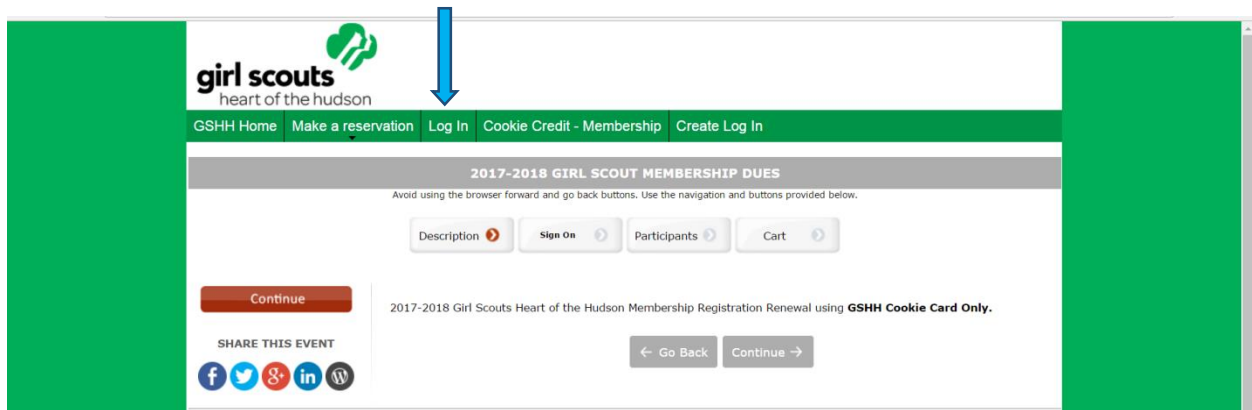 girl scouts
heart of the hudson
GSHH Home Make a reservation Log In Cookie Credit - Membership Create Log In
2017-2018 GIRL SCOUT MEMBERSHIP DUES
Avoid using the browser forward and go back buttons. Use the navigation and buttons provided below.
Description Sign On Participants Cart
Continue
2017-2018 Girl Scouts Heart of the Hudson Membership Registration Renewal using GSHH Cookie Card Only.
SHARE THIS EVENT
← Go Back Continue →